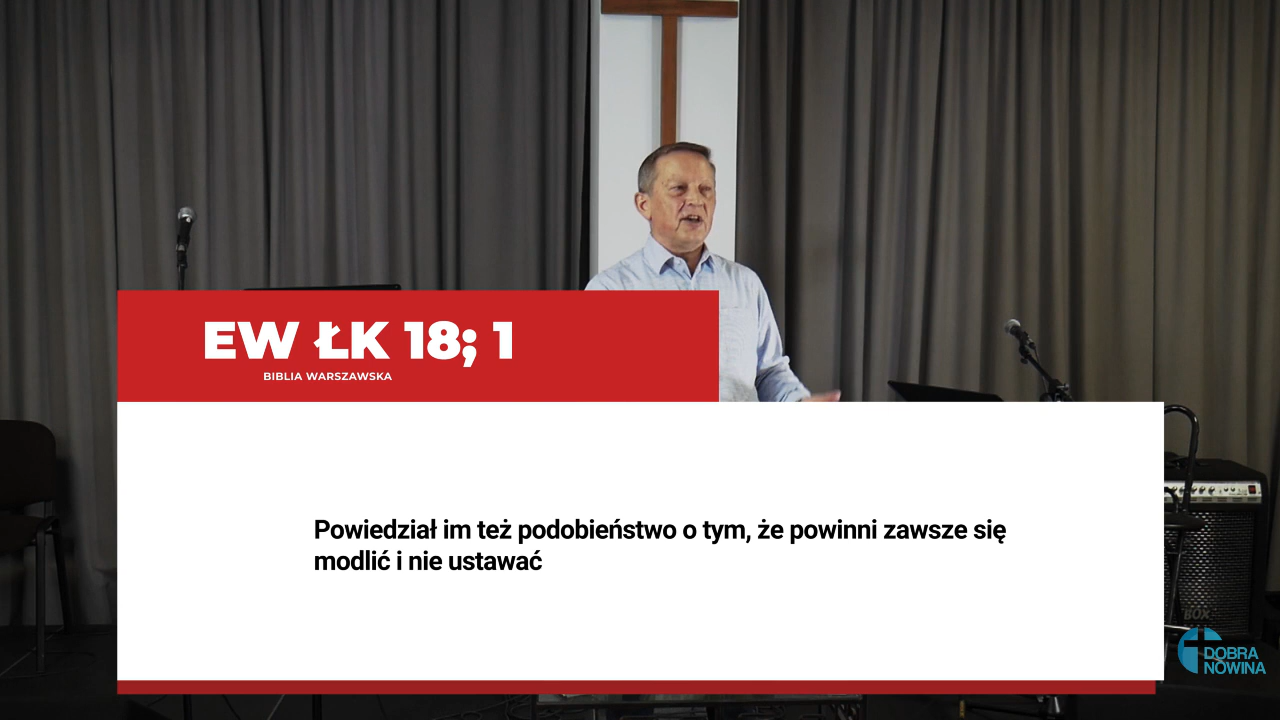 EW ŁK 18; 1
BIBLIA WARSZAWSKA
Powiedział im też podobieństwo o tym, że powinni zawsze się
modlić i nie ustawać
BOX
DOBRA
NOWINA